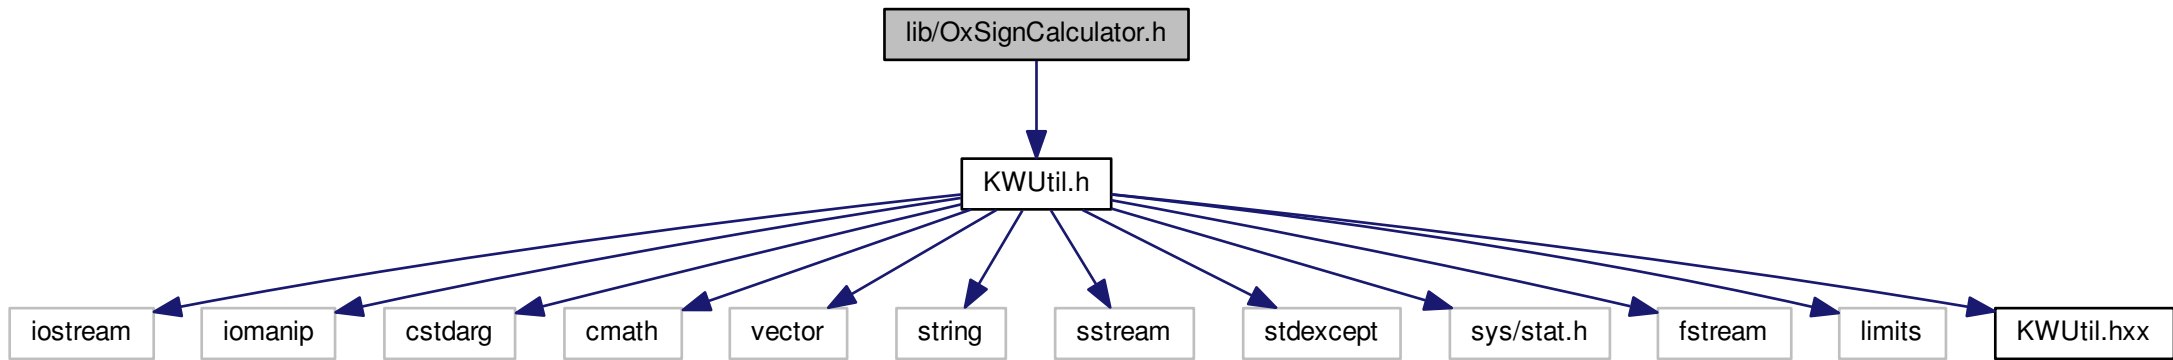 lib/OxSignCalculator.h
KWUtil.h
iostream
iomanip
cstdarg
cmath
vector
string
sstream
stdexcept
sys/stat.h
fstream
limits
KWUtil.hxx